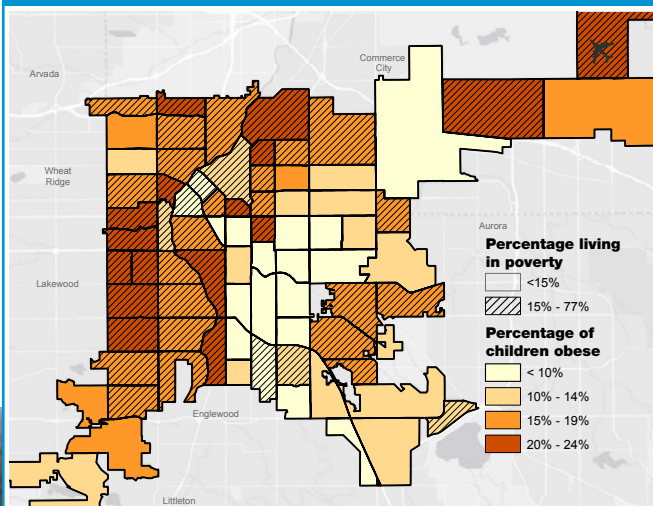 Commerce
City
Arvada
Wheat
Ridge
Aurora
Lakewood
Englewood
Littleton
Percentage living
in poverty
<15%
15% - 77%
Percentage of
children obese
< 10%
10% - 14%
15% - 19%
20% - 24%